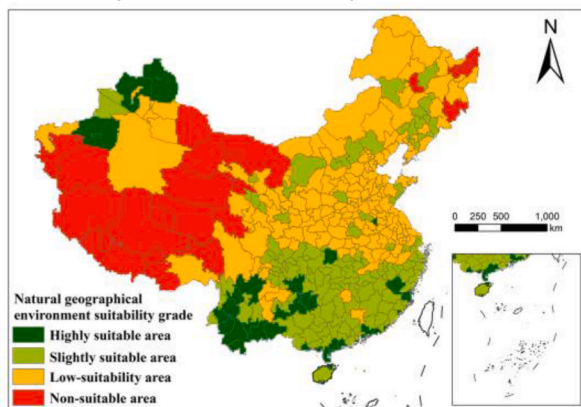 N
0 250 500 1,000
km
Natural geographical
environment suitability grade
Highly suitable area
Slightly suitable area
Low-suitability area
Non-suitable area